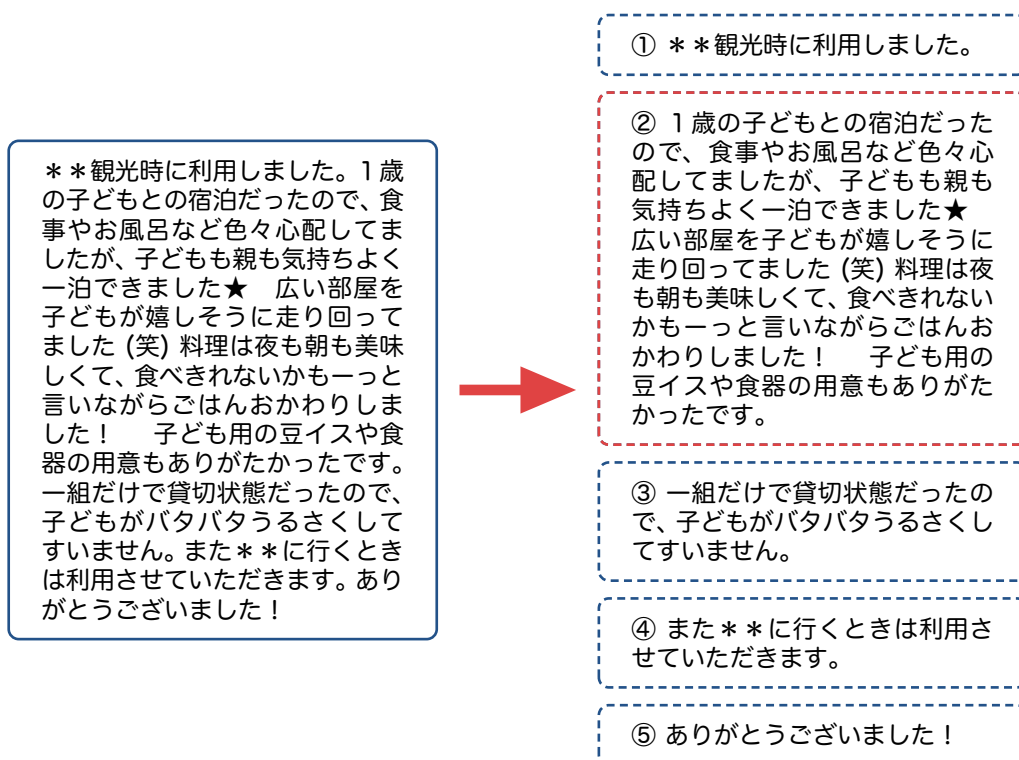 ＊＊観光時に利用しました。1歳
の子どもとの宿泊だったので、食
事やお風呂など色々心配してま
したが、子どもも親も気持ちよく
一泊できました★　広い部屋を
子どもが嬉しそうに走り回って
ました (笑) 料理は夜も朝も美味
しくて、食べきれないかもーっと
言いながらごはんおかわりしま
した！　子ども用の豆イスや食
器の用意もありがたかったです。
一組だけで貸切状態だったので、
子どもがバタバタうるさくして
すいません。また＊＊に行くとき
は利用させていただきます。あり
がとうございました！
① ＊＊観光時に利用しました。
② 1歳の子どもとの宿泊だった
ので、食事やお風呂など色々心
配してましたが、子どもも親も
気持ちよく一泊できました★
広い部屋を子どもが嬉しそうに
走り回ってました (笑) 料理は夜
も朝も美味しくて、食べきれない
かもーっと言いながらごはんお
かわりしました！　子ども用の
豆イスや食器の用意もありがた
かったです。
③ 一組だけで貸切状態だったの
で、子どもがバタバタうるさくし
てすいません。
④ また＊＊に行くときは利用さ
せていただきます。
⑤ ありがとうございました！